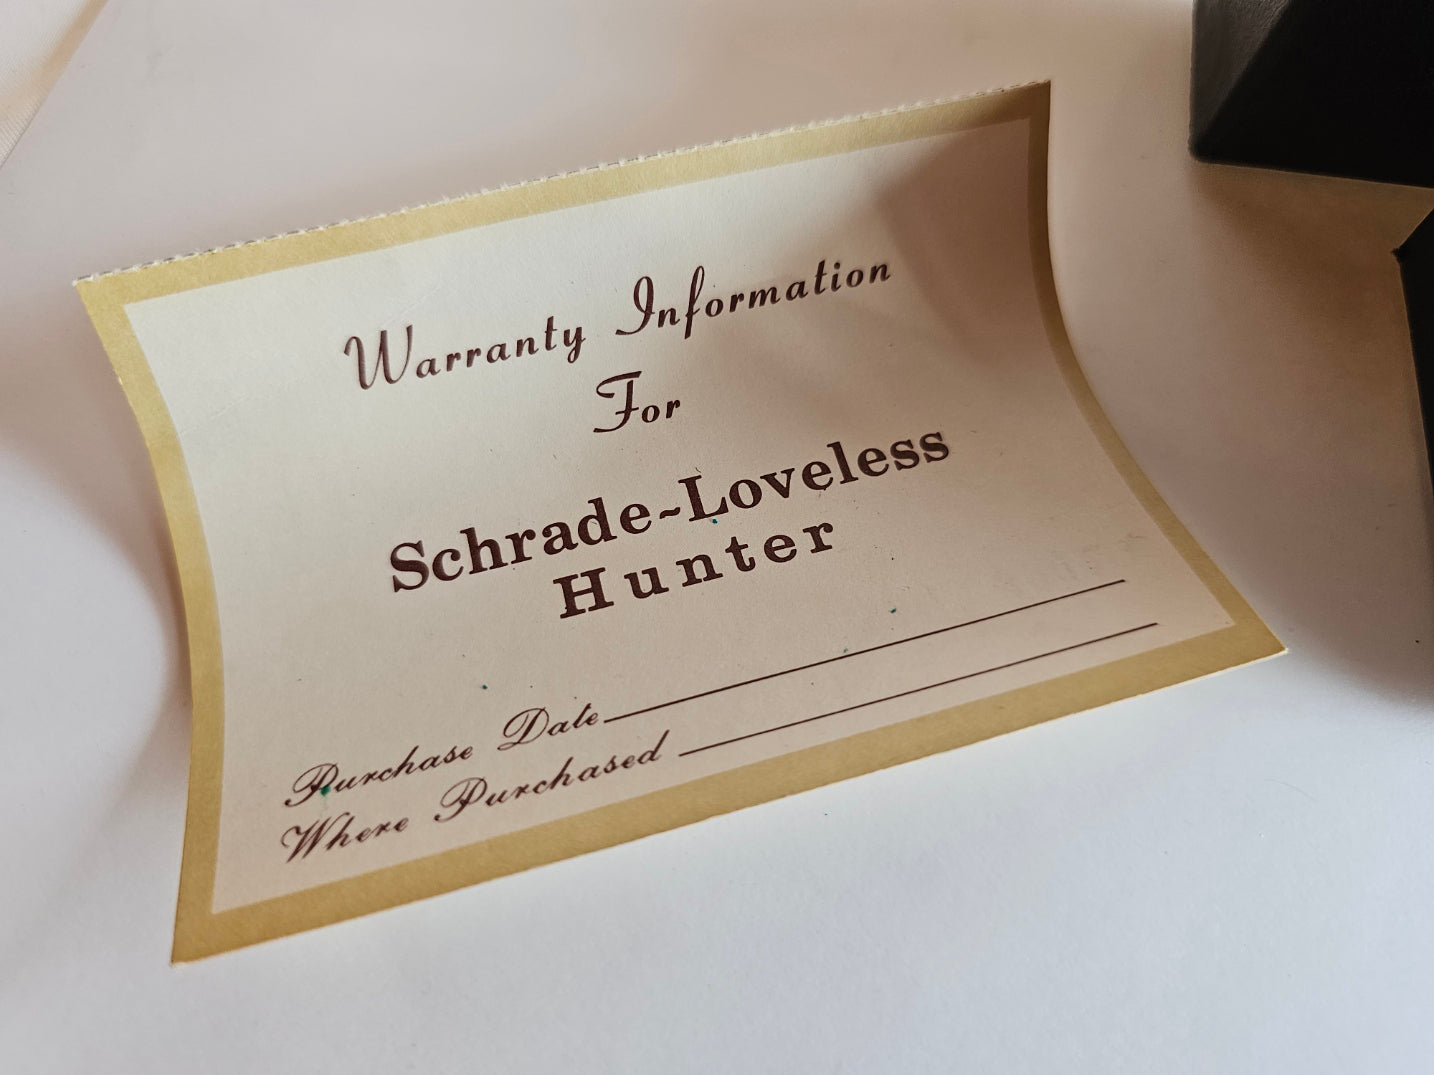 Warranty Information
For
Schrade~Loveless
Hunter
Purchase Date
Where Purchased